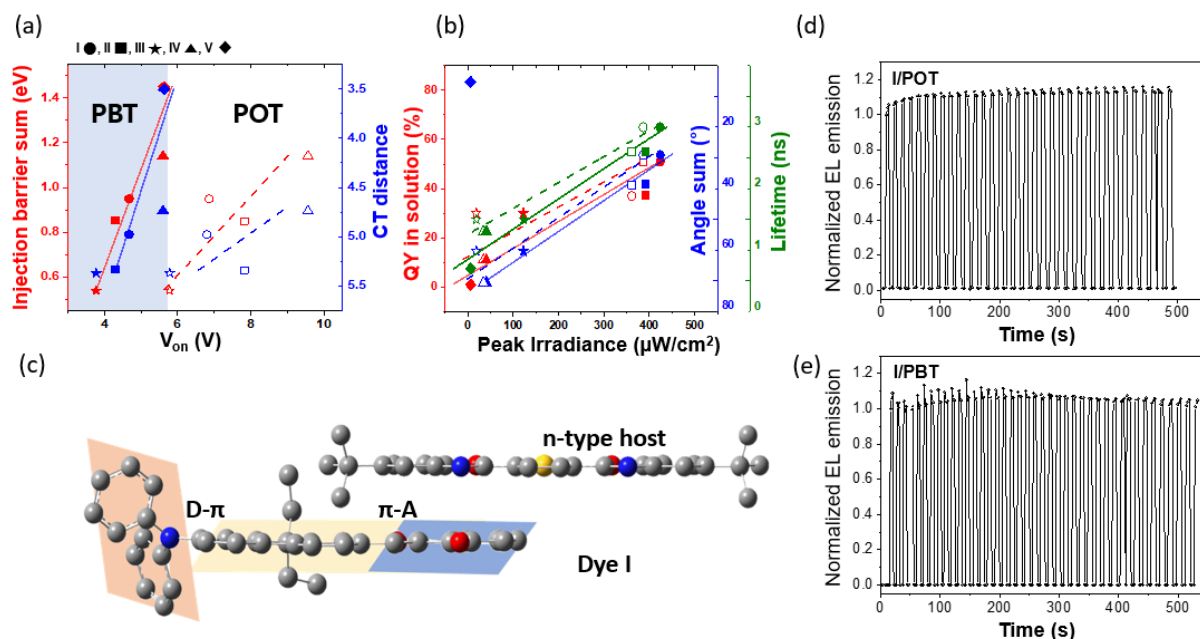 (a)
I ●, II ■, III ★, IV ▲, V ◆
Injection barrier sum (eV)
1.4
1.2
1.0
0.8
0.6
PBT
POT
3.5
4.0
4.5
5.0
5.5
CT distance
4 6 8 10
V_on (V)
(b)
QY in solution (%)
80
60
40
20
0
20
40
60
80
Angle sum (°)
3
2
1
0
Lifetime (ns)
0 100 200 300 400 500
Peak Irradiance (µW/cm²)
(c)
n-type host
D-π
π-A
Dye I
(d)
I/POT
Normalized EL emission
1.2
1.0
0.8
0.6
0.4
0.2
0.0
0 100 200 300 400 500
Time (s)
(e)
I/PBT
Normalized EL emission
1.2
1.0
0.8
0.6
0.4
0.2
0.0
0 100 200 300 400 500
Time (s)